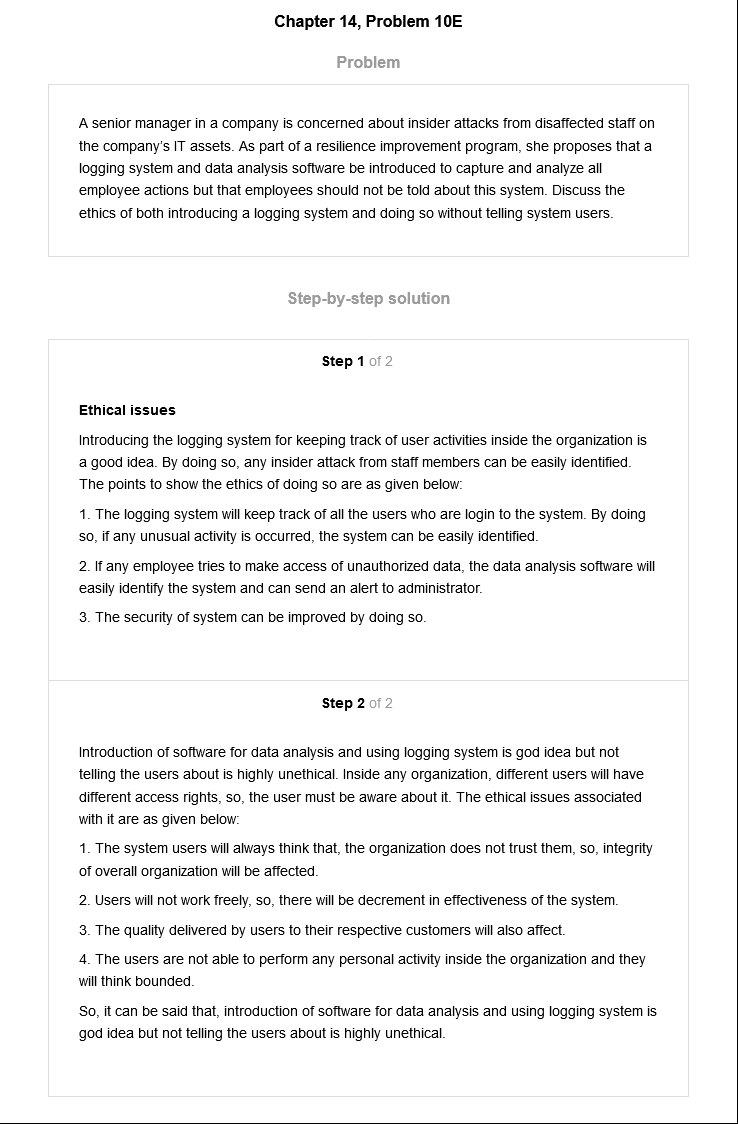 Chapter 14, Problem 10E
Problem
A senior manager in a company is concerned about insider attacks from disaffected staff on
the company's IT assets. As part of a resilience improvement program, she proposes that a
logging system and data analysis software be introduced to capture and analyze all
employee actions but that employees should not be told about this system. Discuss the
ethics of both introducing a logging system and doing so without telling system users.
Step-by-step solution
Step 1 of 2
Ethical issues
Introducing the logging system for keeping track of user activities inside the organization is
a good idea. By doing so, any insider attack from staff members can be easily identified.
The points to show the ethics of doing so are as given below:
1. The logging system will keep track of all the users who are login to the system. By doing
so, if any unusual activity is occurred, the system can be easily identified.
2. If any employee tries to make access of unauthorized data, the data analysis software will
easily identify the system and can send an alert to administrator.
3. The security of system can be improved by doing so.
Step 2 of 2
Introduction of software for data analysis and using logging system is god idea but not
telling the users about is highly unethical. Inside any organization, different users will have
different access rights, so, the user must be aware about it. The ethical issues associated
with it are as given below:
1. The system users will always think that, the organization does not trust them, so, integrity
of overall organization will be affected.
2. Users will not work freely, so, there will be decrement in effectiveness of the system.
3. The quality delivered by users to their respective customers will also affect.
4. The users are not able to perform any personal activity inside the organization and they
will think bounded.
So, it can be said that, introduction of software for data analysis and using logging system is
god idea but not telling the users about is highly unethical.